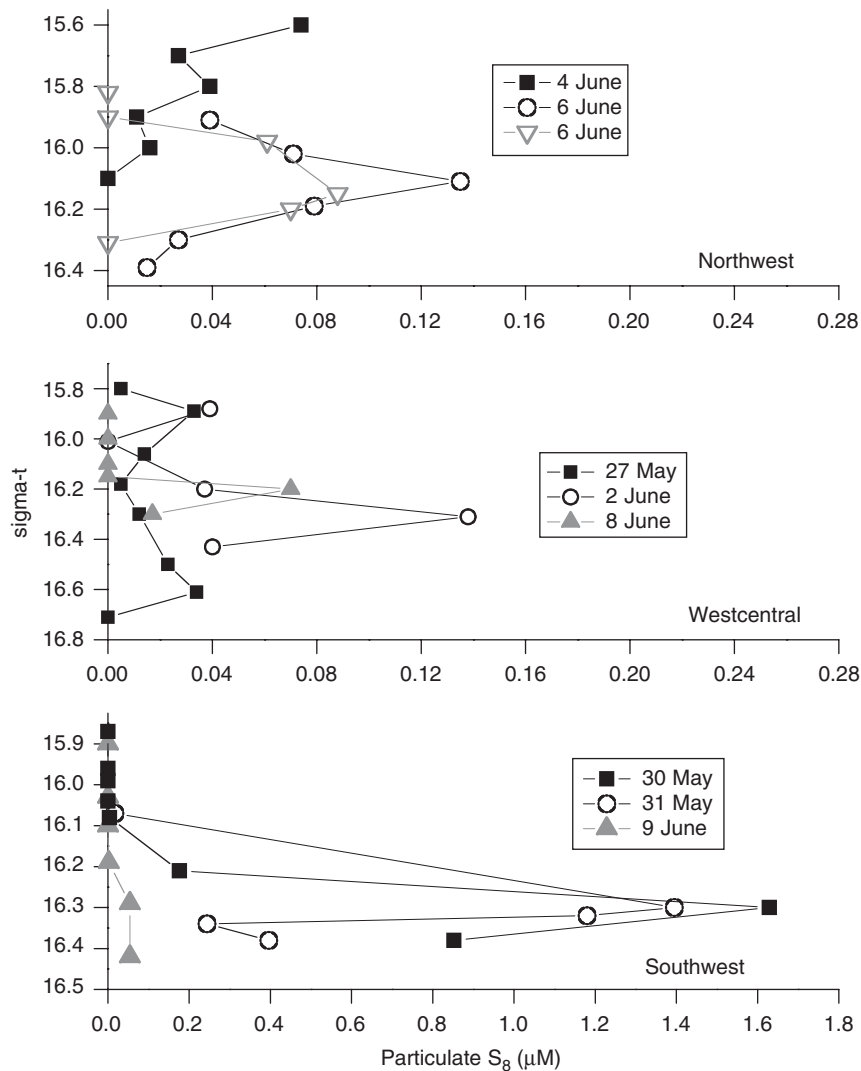 15.6
15.8
16.0
16.2
16.4
4 June
6 June
6 June
Northwest
0.00 0.04 0.08 0.12 0.16 0.20 0.24 0.28
sigma-t
15.8
16.0
16.2
16.4
16.6
16.8
27 May
2 June
8 June
Westcentral
0.00 0.04 0.08 0.12 0.16 0.20 0.24 0.28
15.9
16.0
16.1
16.2
16.3
16.4
16.5
30 May
31 May
9 June
Southwest
0.0 0.2 0.4 0.6 0.8 1.0 1.2 1.4 1.6 1.8
Particulate S₈ (μM)